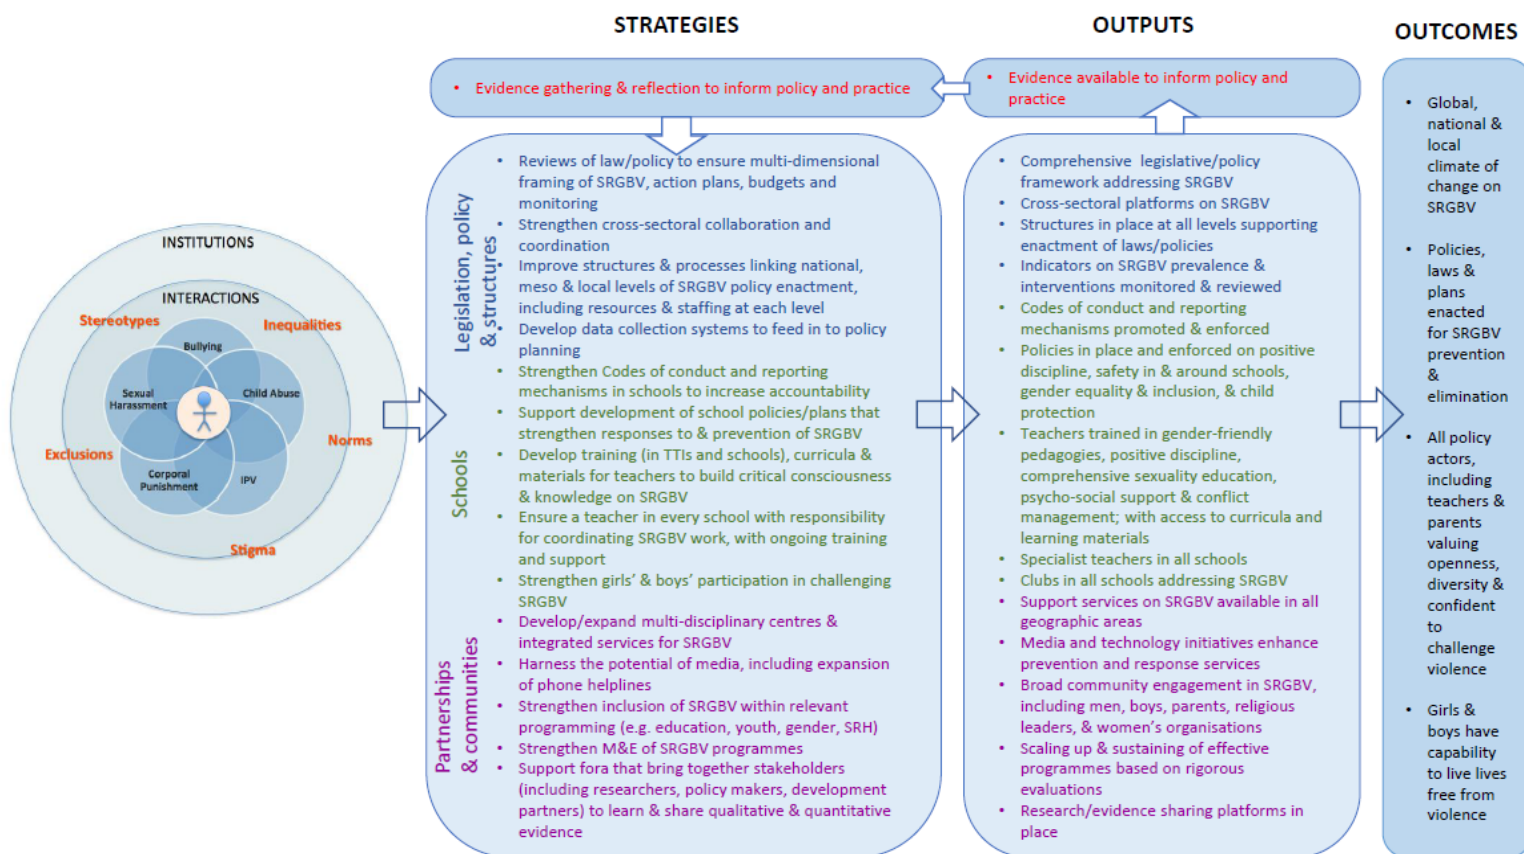 STRATEGIES
OUTPUTS
OUTCOMES
• Evidence gathering & reflection to inform policy and practice
• Evidence available to inform policy and
practice
INSTITUTIONS
INTERACTIONS
Stereotypes
Inequalities
Bullying
Sexual
Harassment
Child Abuse
Norms
Exclusions
Corporal
Punishment
IPV
Stigma
Legislation, policy
& structures
• Reviews of law/policy to ensure multi-dimensional
framing of SRGBV, action plans, budgets and
monitoring
• Strengthen cross-sectoral collaboration and
coordination
• Improve structures & processes linking national,
meso & local levels of SRGBV policy enactment,
including resources & staffing at each level
• Develop data collection systems to feed in to policy
planning
Schools
• Strengthen Codes of conduct and reporting
mechanisms in schools to increase accountability
• Support development of school policies/plans that
strengthen responses to & prevention of SRGBV
• Develop training (in TTIs and schools), curricula &
materials for teachers to build critical consciousness
& knowledge on SRGBV
• Ensure a teacher in every school with responsibility
for coordinating SRGBV work, with ongoing training
and support
• Strengthen girls' & boys' participation in challenging
SRGBV
Partnerships
& communities
• Develop/expand multi-disciplinary centres &
integrated services for SRGBV
• Harness the potential of media, including expansion
of phone helplines
• Strengthen inclusion of SRGBV within relevant
programming (e.g. education, youth, gender, SRH)
• Strengthen M&E of SRGBV programmes
• Support fora that bring together stakeholders
(including researchers, policy makers, development
partners) to learn & share qualitative & quantitative
evidence
• Comprehensive legislative/policy
framework addressing SRGBV
• Cross-sectoral platforms on SRGBV
• Structures in place at all levels supporting
enactment of laws/policies
• Indicators on SRGBV prevalence &
interventions monitored & reviewed
• Codes of conduct and reporting
mechanisms promoted & enforced
• Policies in place and enforced on positive
discipline, safety in & around schools,
gender equality & inclusion, & child
protection
• Teachers trained in gender-friendly
pedagogies, positive discipline,
comprehensive sexuality education,
psycho-social support & conflict
management; with access to curricula and
learning materials
• Specialist teachers in all schools
• Clubs in all schools addressing SRGBV
• Support services on SRGBV available in all
geographic areas
• Media and technology initiatives enhance
prevention and response services
• Broad community engagement in SRGBV,
including men, boys, parents, religious
leaders, & women's organisations
• Scaling up & sustaining of effective
programmes based on rigorous
evaluations
• Research/evidence sharing platforms in
place
• Global,
national &
local
climate of
change on
SRGBV
• Policies,
laws &
plans
enacted
for SRGBV
prevention
&
elimination
• All policy
actors,
including
teachers &
parents
valuing
openness,
diversity &
confident
to
challenge
violence
• Girls &
boys have
capability
to live lives
free from
violence